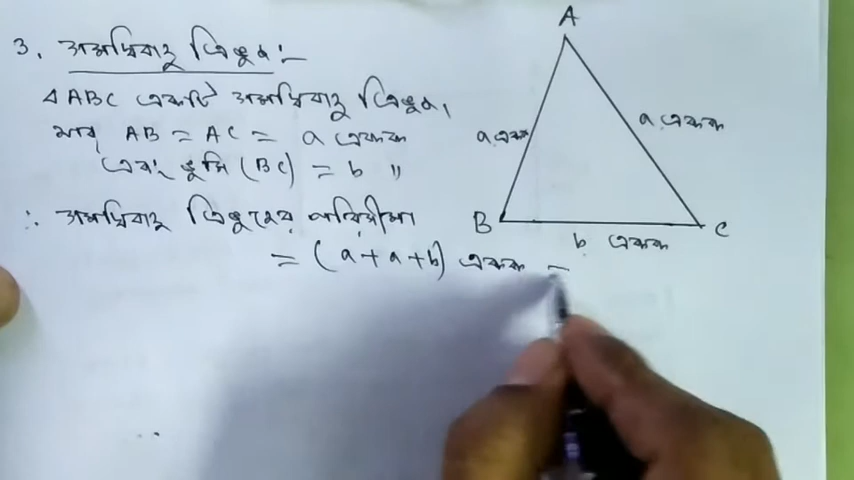 3. সমদ্বিবাহু ত্রিভুজ :-
△ABC একটি সমদ্বিবাহু ত্রিভুজ,
যার AB = AC = a একক
এবং ভূমি (BC) = b "
∴ সমদ্বিবাহু ত্রিভুজের পরিসীমা
= (a+a+b) একক =
A
a একক
a একক
B
C
b একক